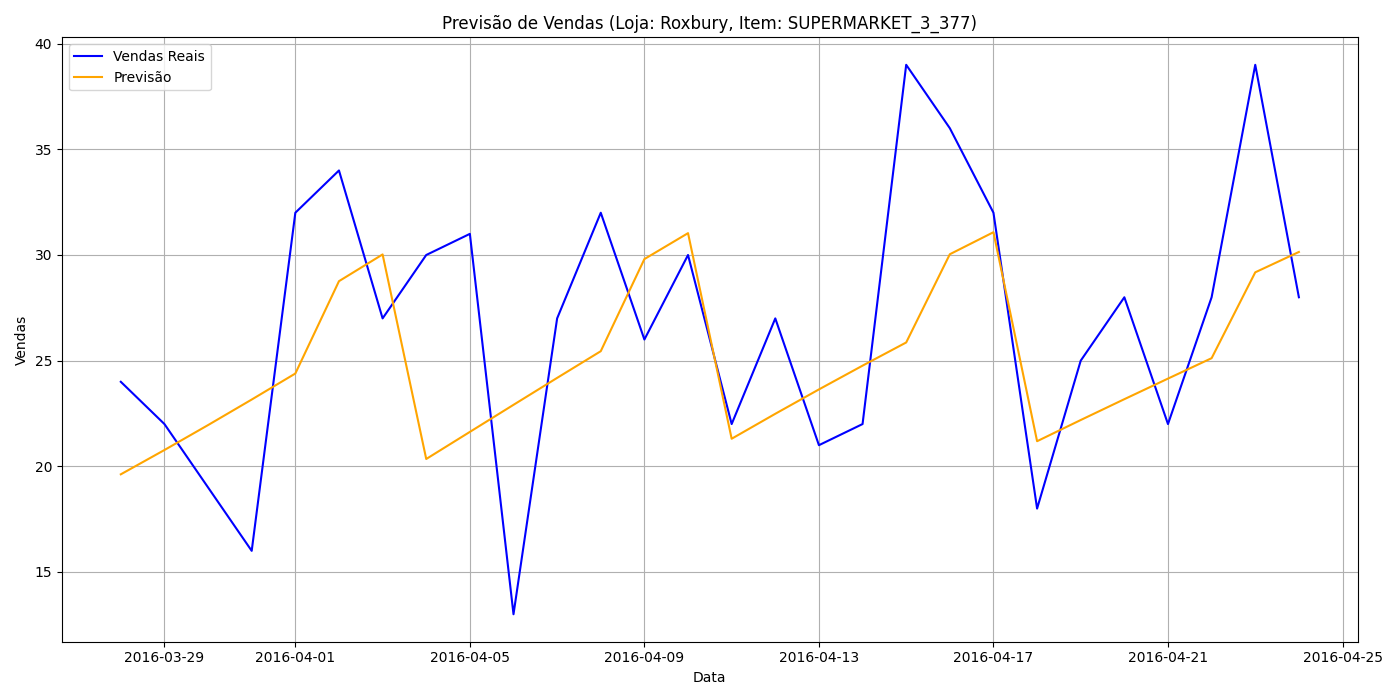 Previsão de Vendas (Loja: Roxbury, Item: SUPERMARKET_3_377)
Vendas Reais
Previsão
Vendas
40
35
30
25
20
15
2016-03-29 2016-04-01 2016-04-05 2016-04-09 2016-04-13 2016-04-17 2016-04-21 2016-04-25
Data